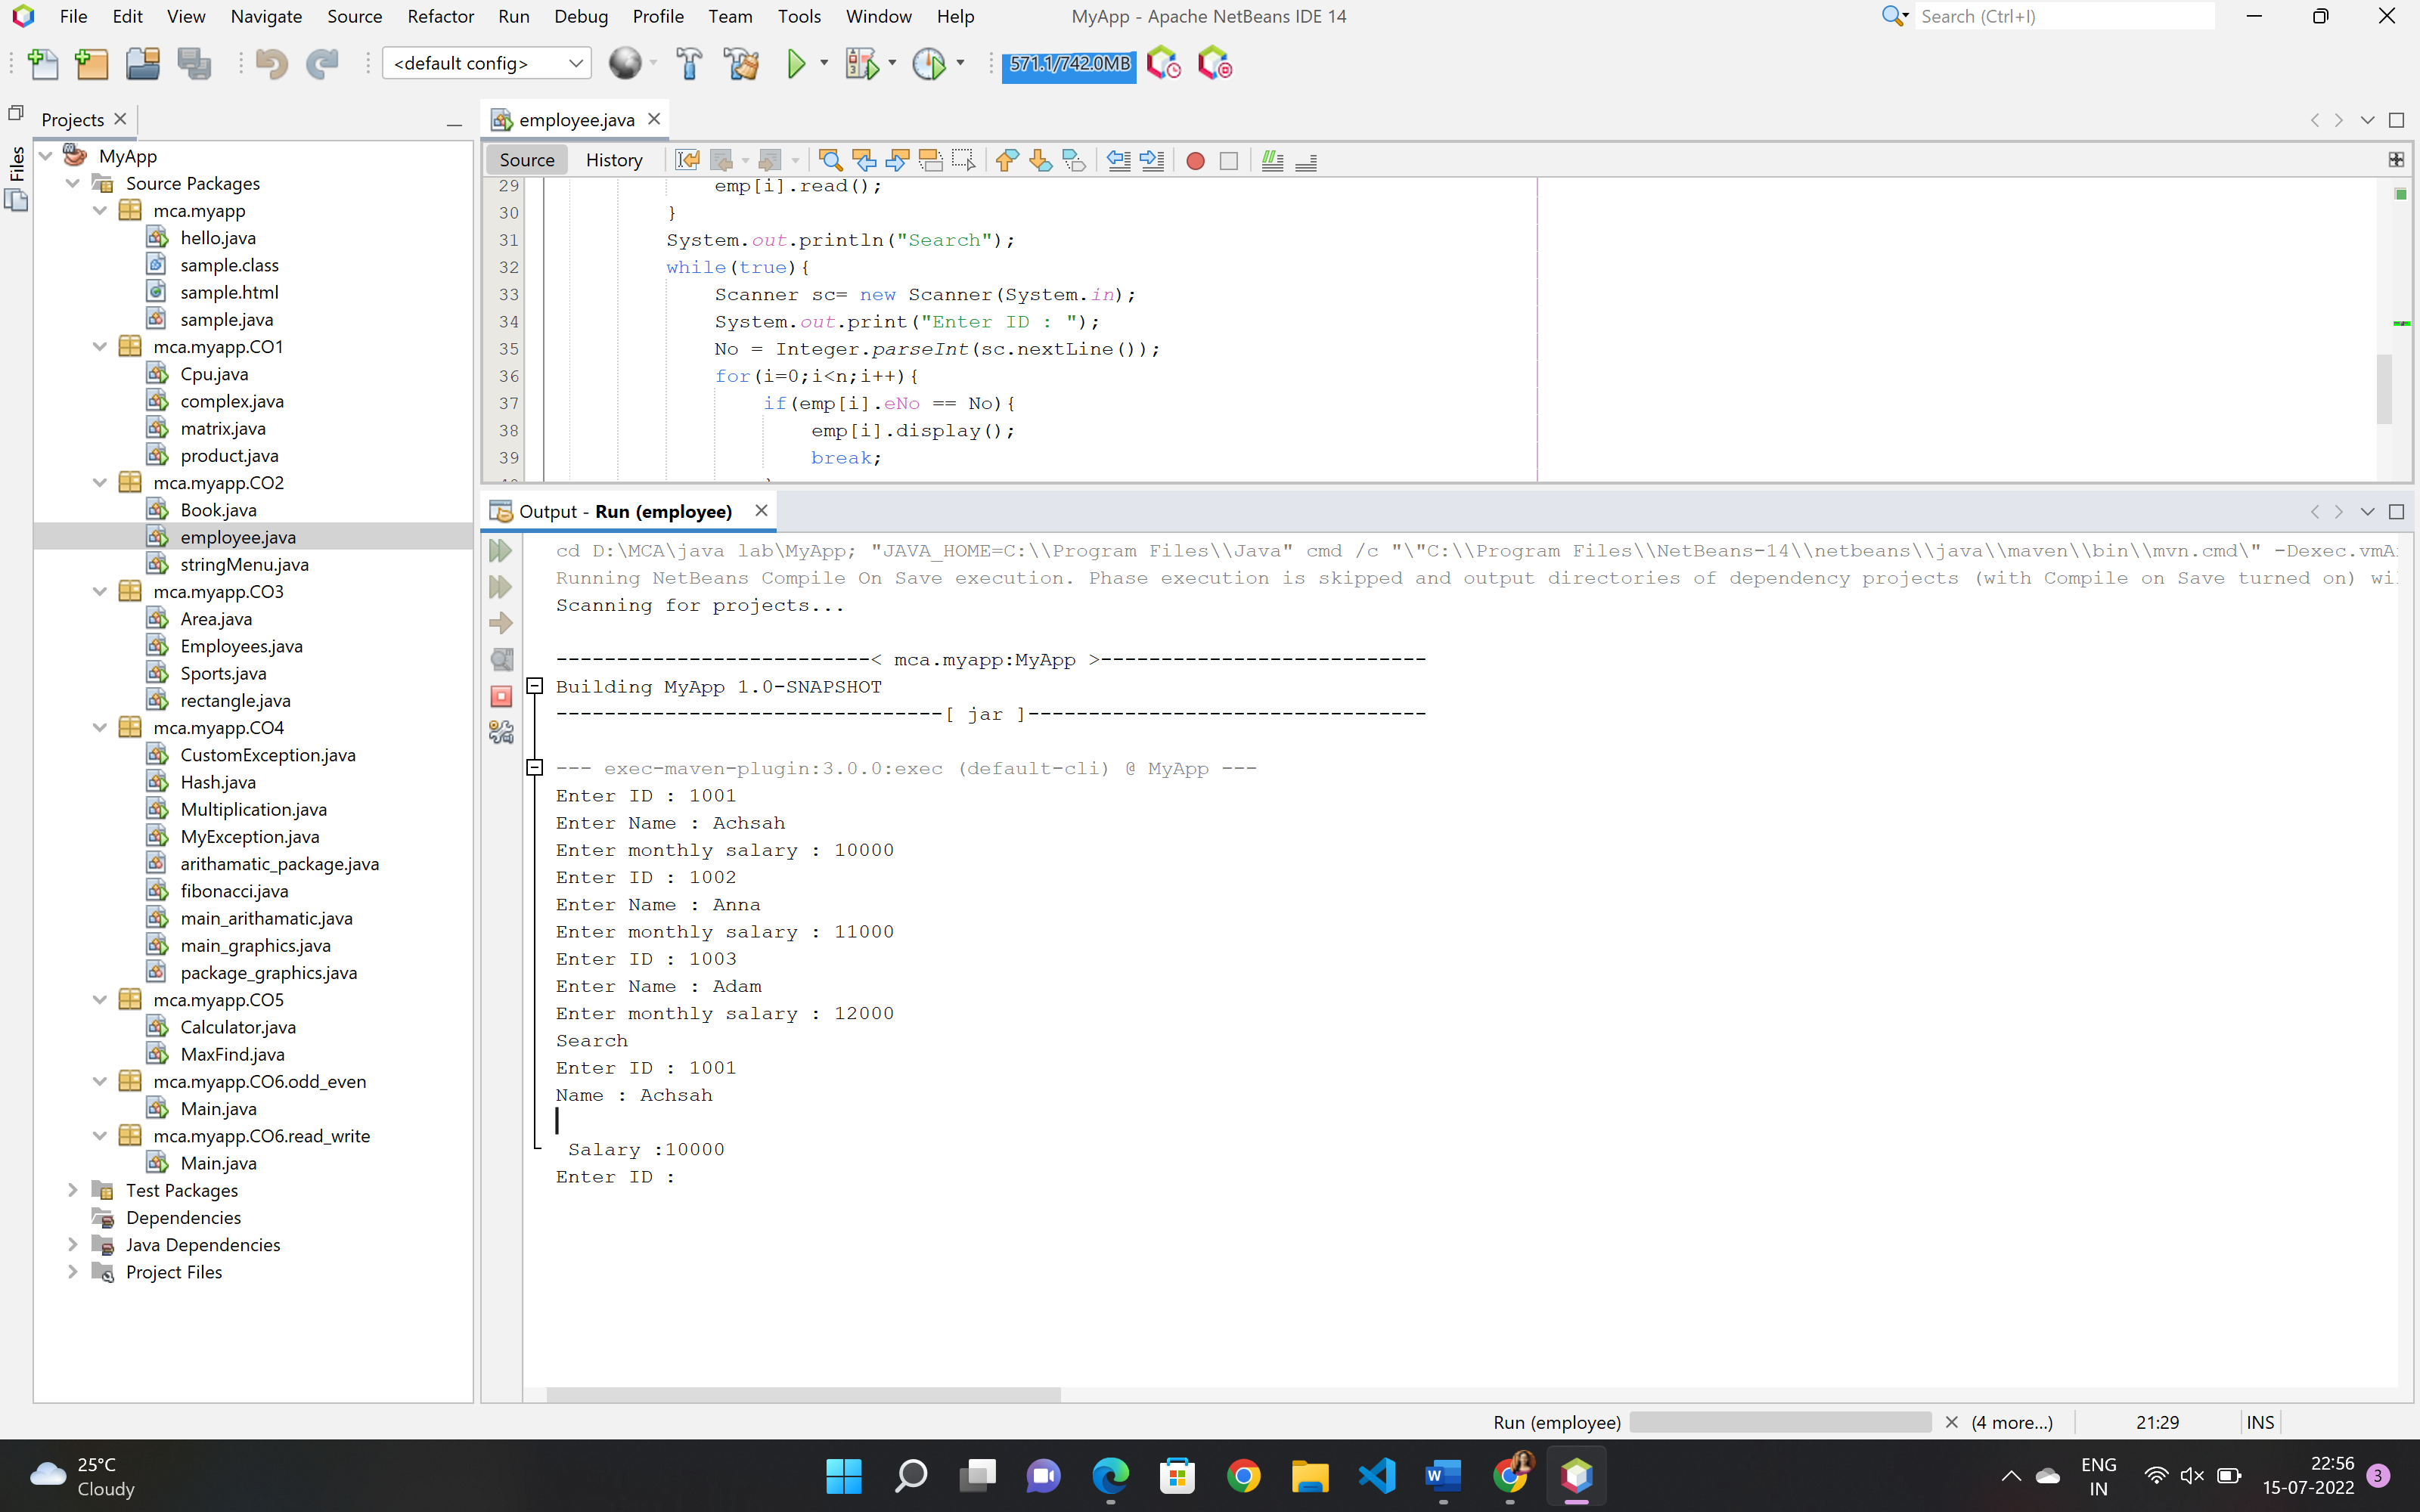 File Edit View Navigate Source Refactor Run Debug Profile Team Tools Window Help
MyApp - Apache NetBeans IDE 14
Search (Ctrl+I)
<default config>
571.1/742.0MB
Projects
Files
MyApp
Source Packages
mca.myapp
hello.java
sample.class
sample.html
sample.java
mca.myapp.CO1
Cpu.java
complex.java
matrix.java
product.java
mca.myapp.CO2
Book.java
employee.java
stringMenu.java
mca.myapp.CO3
Area.java
Employees.java
Sports.java
rectangle.java
mca.myapp.CO4
CustomException.java
Hash.java
Multiplication.java
MyException.java
arithamatic_package.java
fibonacci.java
main_arithamatic.java
main_graphics.java
package_graphics.java
mca.myapp.CO5
Calculator.java
MaxFind.java
mca.myapp.CO6.odd_even
Main.java
mca.myapp.CO6.read_write
Main.java
Test Packages
Dependencies
Java Dependencies
Project Files
employee.java
Source History
29 emp[i].read();
30 }
31 System.out.println("Search");
32 while(true){
33 Scanner sc= new Scanner(System.in);
34 System.out.print("Enter ID : ");
35 No = Integer.parseInt(sc.nextLine());
36 for(i=0;i<n;i++){
37 if(emp[i].eNo == No){
38 emp[i].display();
39 break;
Output - Run (employee)
cd D:\MCA\java lab\MyApp; "JAVA_HOME=C:\\Program Files\\Java" cmd /c "\"C:\\Program Files\\NetBeans-14\\netbeans\\java\\maven\\bin\\mvn.cmd\" -Dexec.vmA
Running NetBeans Compile On Save execution. Phase execution is skipped and output directories of dependency projects (with Compile on Save turned on) wi
Scanning for projects...
--------------------------< mca.myapp:MyApp >---------------------------
Building MyApp 1.0-SNAPSHOT
--------------------------------[ jar ]---------------------------------
--- exec-maven-plugin:3.0.0:exec (default-cli) @ MyApp ---
Enter ID : 1001
Enter Name : Achsah
Enter monthly salary : 10000
Enter ID : 1002
Enter Name : Anna
Enter monthly salary : 11000
Enter ID : 1003
Enter Name : Adam
Enter monthly salary : 12000
Search
Enter ID : 1001
Name : Achsah
Salary :10000
Enter ID :
Run (employee) (4 more...) 21:29 INS
25°C
Cloudy
ENG
IN
22:56
15-07-2022
3